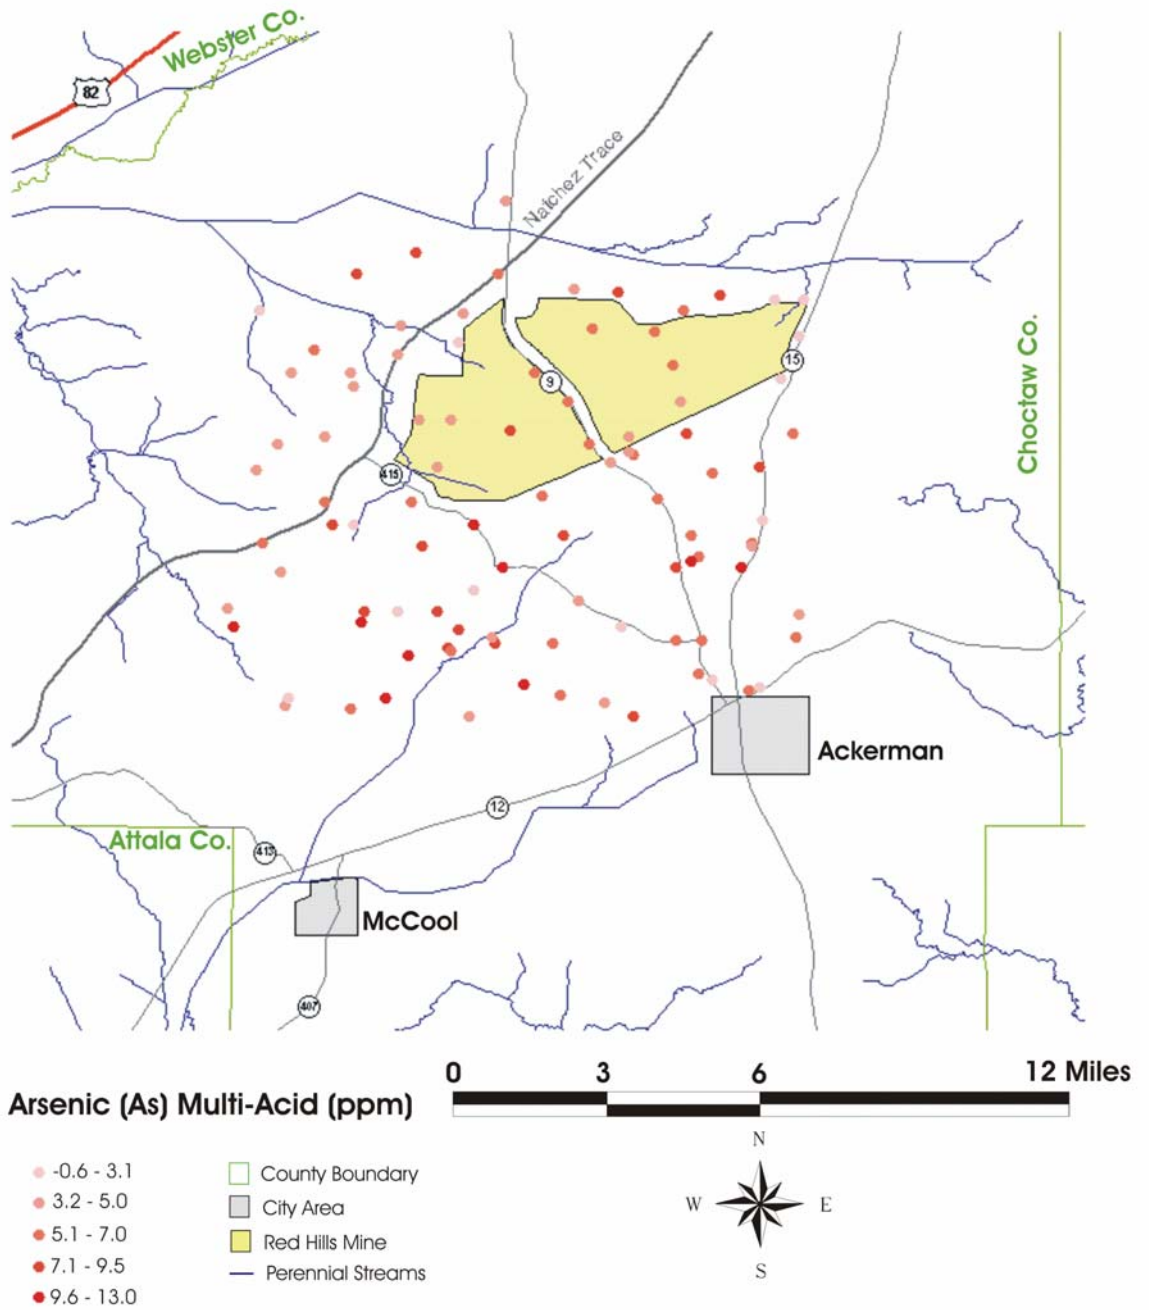 Webster Co.
82
Natchez Trace
Choctaw Co.
15
9
415
Ackerman
12
Attala Co.
413
McCool
407
0 3 6 12 Miles
Arsenic (As) Multi-Acid (ppm)
N
W E
S
-0.6 - 3.1
3.2 - 5.0
5.1 - 7.0
7.1 - 9.5
9.6 - 13.0
County Boundary
City Area
Red Hills Mine
Perennial Streams